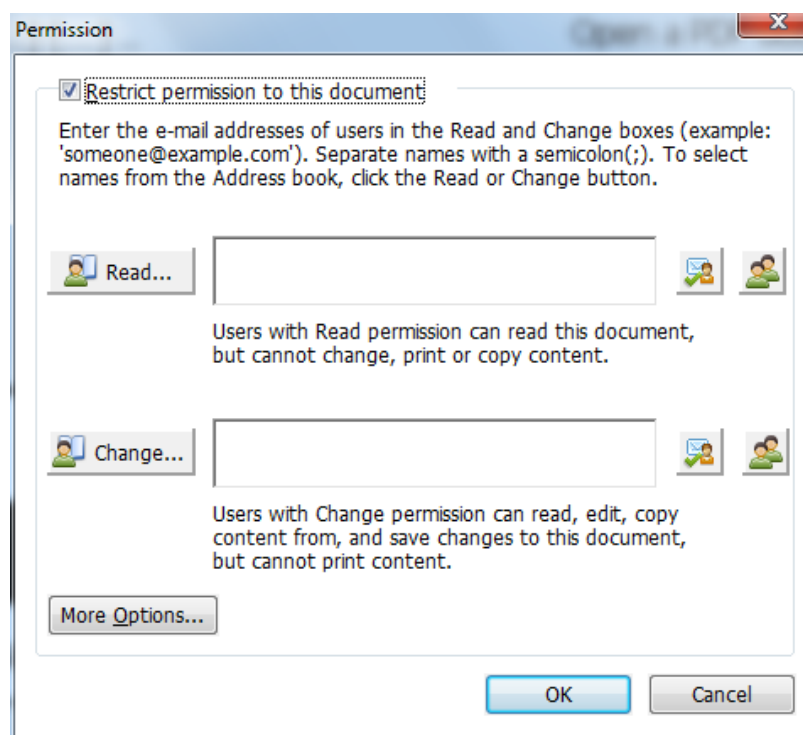 Permission
Open a PDF
Restrict permission to this document
Enter the e-mail addresses of users in the Read and Change boxes (example:
'someone@example.com'). Separate names with a semicolon(;). To select
names from the Address book, click the Read or Change button.
Read...
Users with Read permission can read this document,
but cannot change, print or copy content.
Change...
Users with Change permission can read, edit, copy
content from, and save changes to this document,
but cannot print content.
More Options...
OK
Cancel